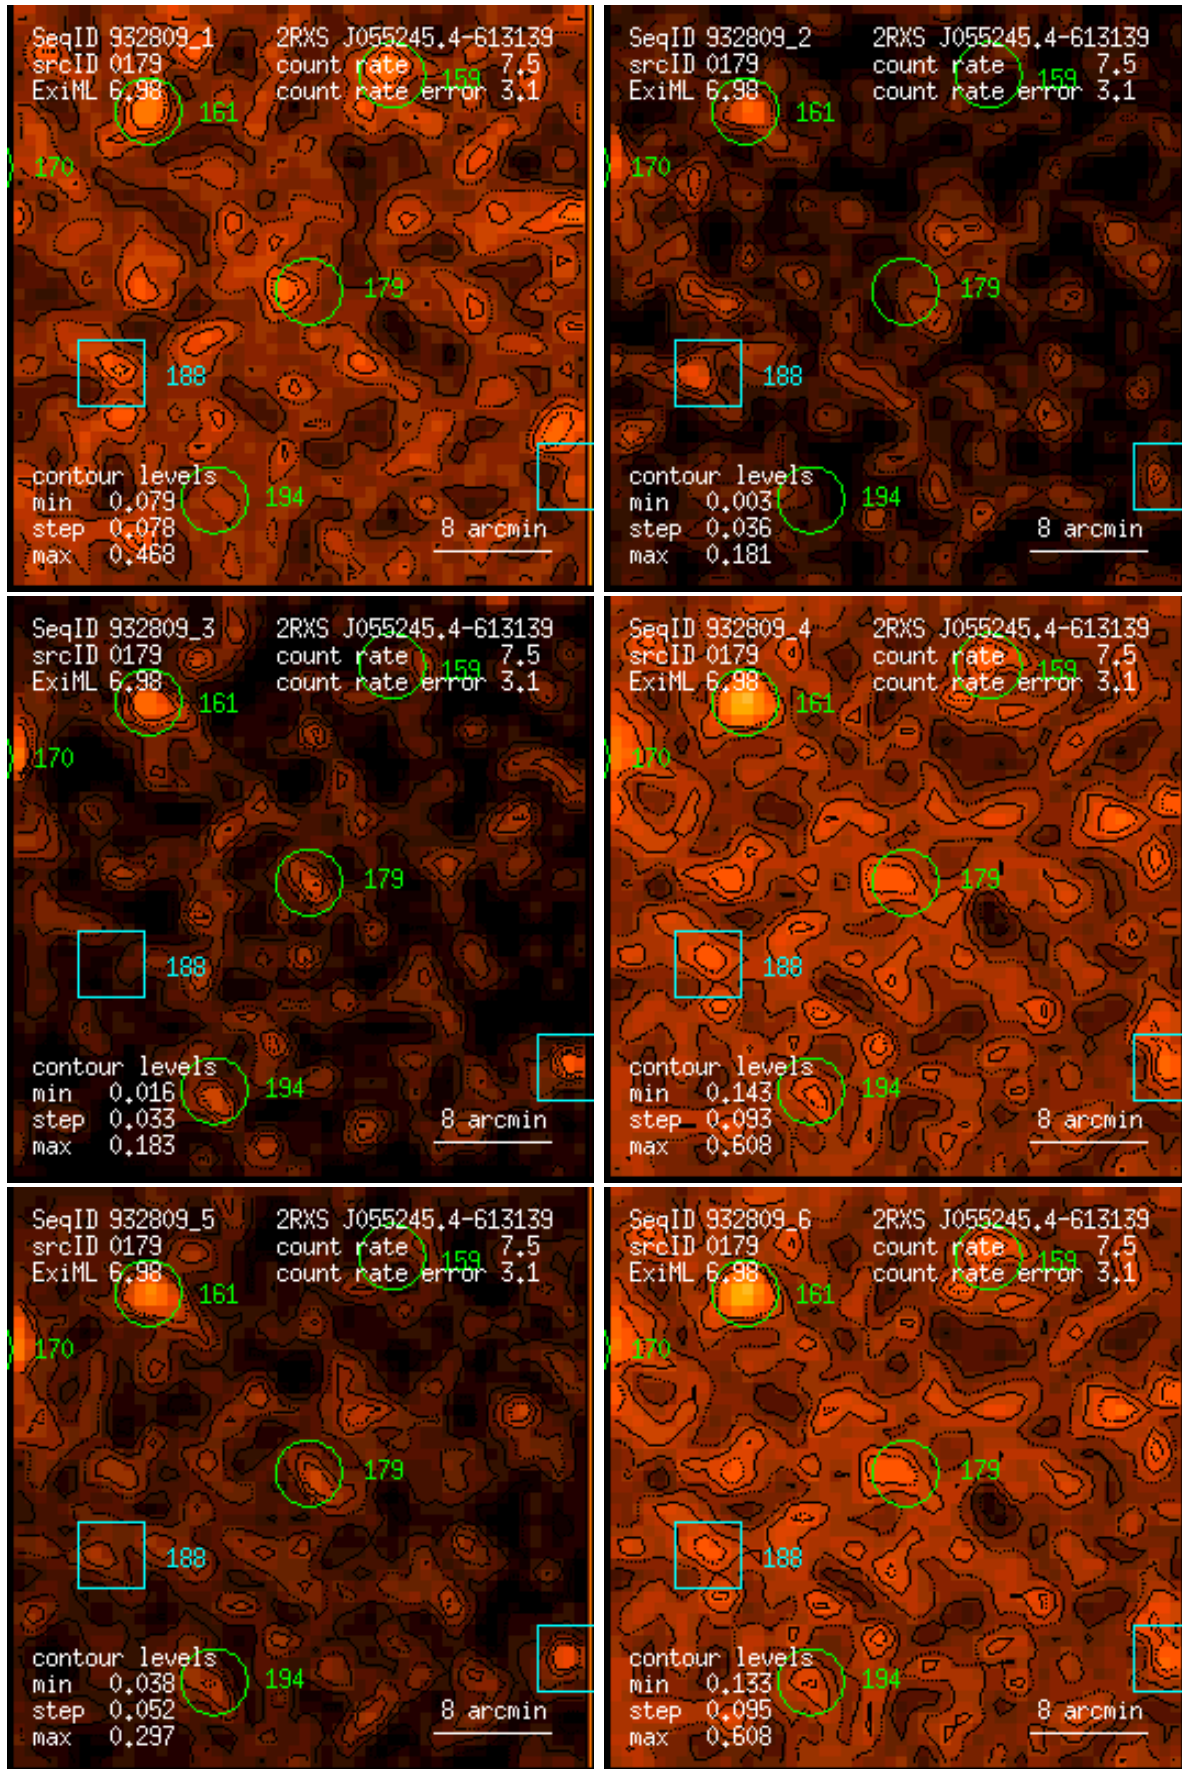 SeqID 932809_1 2RXS J055245.4-613139
srcID 0179 count rate 7.5
ExiML 6.98 count rate error 3.1
159
161
170
179
188
contour levels
min 0.079
194
step 0.078
8 arcmin
max 0.468
SeqID 932809_2 2RXS J055245.4-613139
srcID 0179 count rate 7.5
ExiML 6.98 count rate error 3.1
159
161
170
179
188
contour levels
min 0.003
194
step 0.036
8 arcmin
max 0.181
SeqID 932809_3 2RXS J055245.4-613139
srcID 0179 count rate 7.5
ExiML 6.98 count rate error 3.1
159
161
170
179
188
contour levels
min 0.016
194
step 0.033
8 arcmin
max 0.183
SeqID 932809_4 2RXS J055245.4-613139
srcID 0179 count rate 7.5
ExiML 6.98 count rate error 3.1
159
161
170
179
188
contour levels
min 0.143
194
step 0.093
8 arcmin
max 0.608
SeqID 932809_5 2RXS J055245.4-613139
srcID 0179 count rate 7.5
ExiML 6.98 count rate error 3.1
159
161
170
179
188
contour levels
min 0.038
194
step 0.052
8 arcmin
max 0.297
SeqID 932809_6 2RXS J055245.4-613139
srcID 0179 count rate 7.5
ExiML 6.98 count rate error 3.1
159
161
170
179
188
contour levels
min 0.133
194
step 0.095
8 arcmin
max 0.608